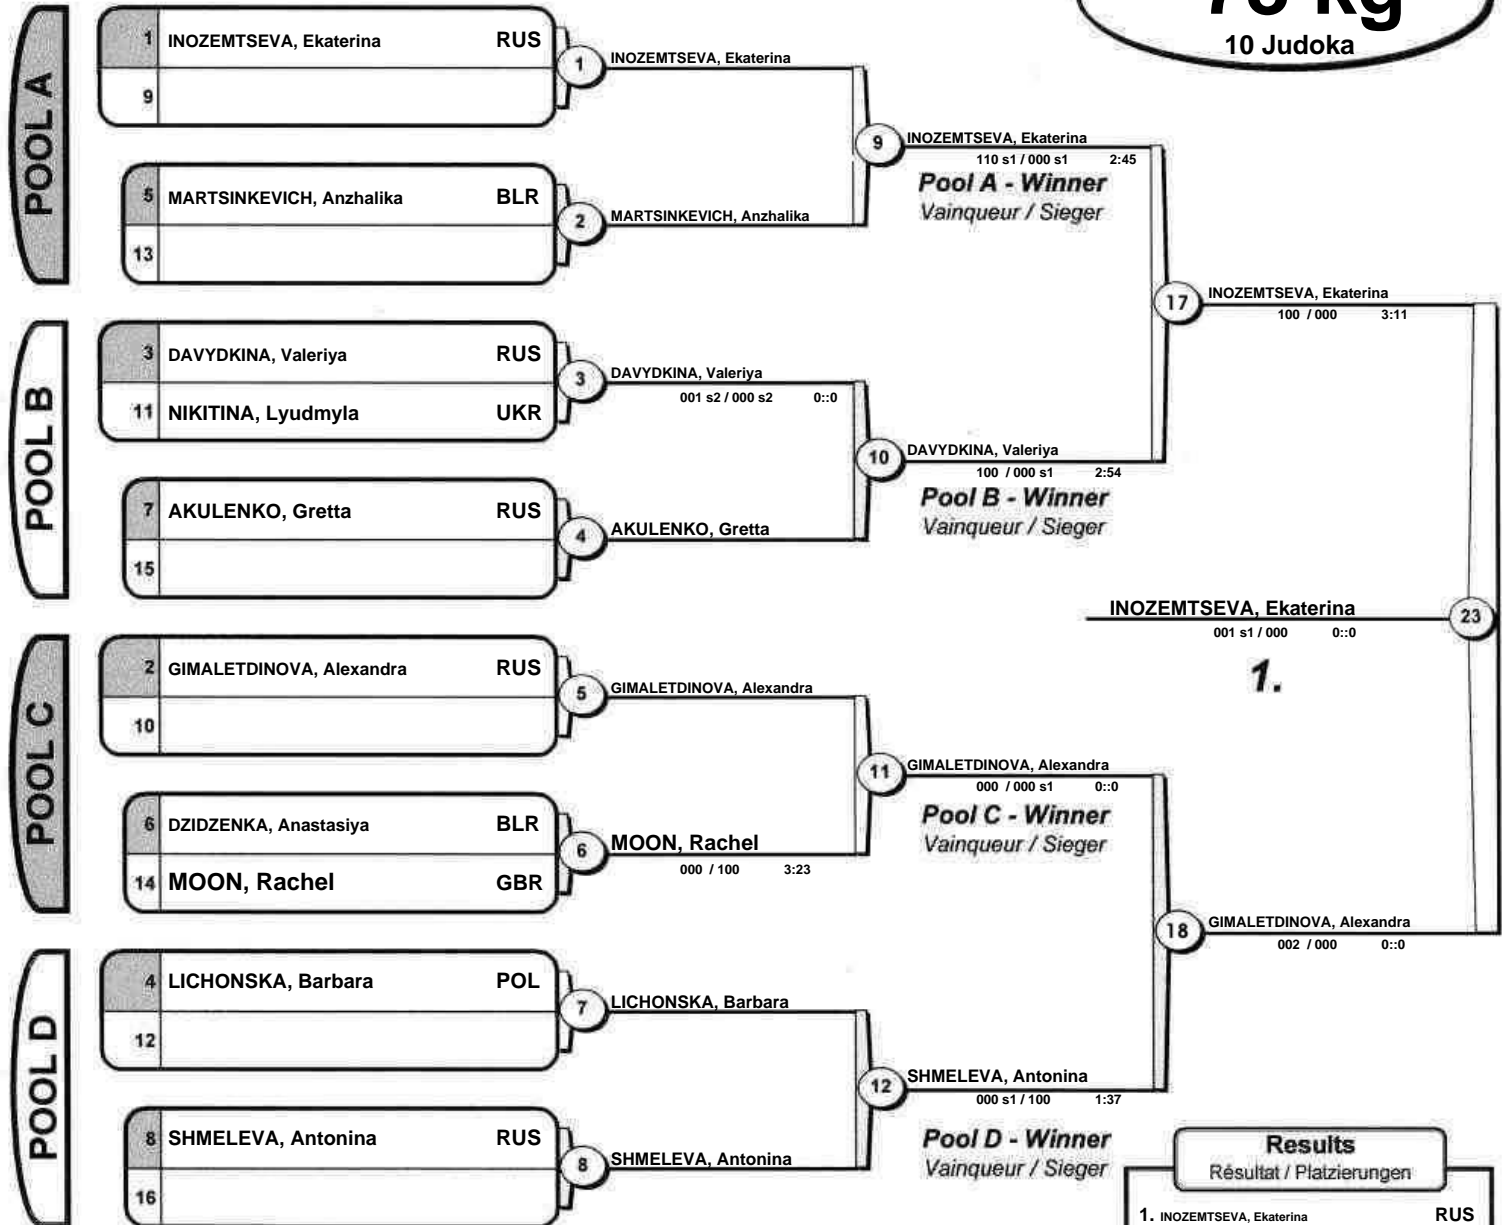 kg
10 Judoka
POOL A
1 INOZEMTSEVA, Ekaterina RUS
9
5 MARTSINKEVICH, Anzhalika BLR
13
1 INOZEMTSEVA, Ekaterina
2 MARTSINKEVICH, Anzhalika
9 INOZEMTSEVA, Ekaterina
110 s1 / 000 s1 2:45
Pool A - Winner
Vainqueur / Sieger
POOL B
3 DAVYDKINA, Valeriya RUS
11 NIKITINA, Lyudmyla UKR
7 AKULENKO, Gretta RUS
15
3 DAVYDKINA, Valeriya
001 s2 / 000 s2 0::0
4 AKULENKO, Gretta
10 DAVYDKINA, Valeriya
100 / 000 s1 2:54
Pool B - Winner
Vainqueur / Sieger
17 INOZEMTSEVA, Ekaterina
100 / 000 3:11
INOZEMTSEVA, Ekaterina 23
001 s1 / 000 0::0
1.
POOL C
2 GIMALETDINOVA, Alexandra RUS
10
6 DZIDZENKA, Anastasiya BLR
14 MOON, Rachel GBR
5 GIMALETDINOVA, Alexandra
6 MOON, Rachel
000 / 100 3:23
11 GIMALETDINOVA, Alexandra
000 / 000 s1 0::0
Pool C - Winner
Vainqueur / Sieger
POOL D
4 LICHONSKA, Barbara POL
12
8 SHMELEVA, Antonina RUS
16
7 LICHONSKA, Barbara
8 SHMELEVA, Antonina
12 SHMELEVA, Antonina
000 s1 / 100 1:37
Pool D - Winner
Vainqueur / Sieger
18 GIMALETDINOVA, Alexandra
002 / 000 0::0
Results
Résultat / Platzierungen
1. INOZEMTSEVA, Ekaterina RUS